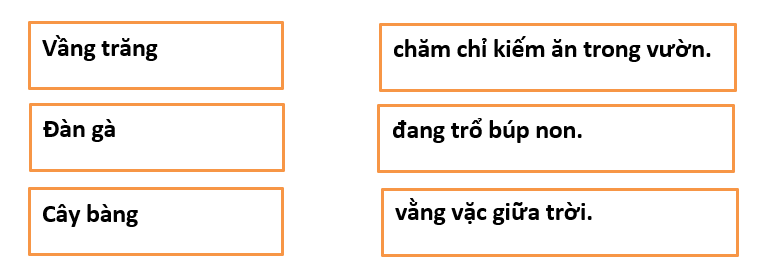 Vầng trăng
chăm chỉ kiếm ăn trong vườn.
Đàn gà
đang trổ búp non.
Cây bàng
vằng vặc giữa trời.